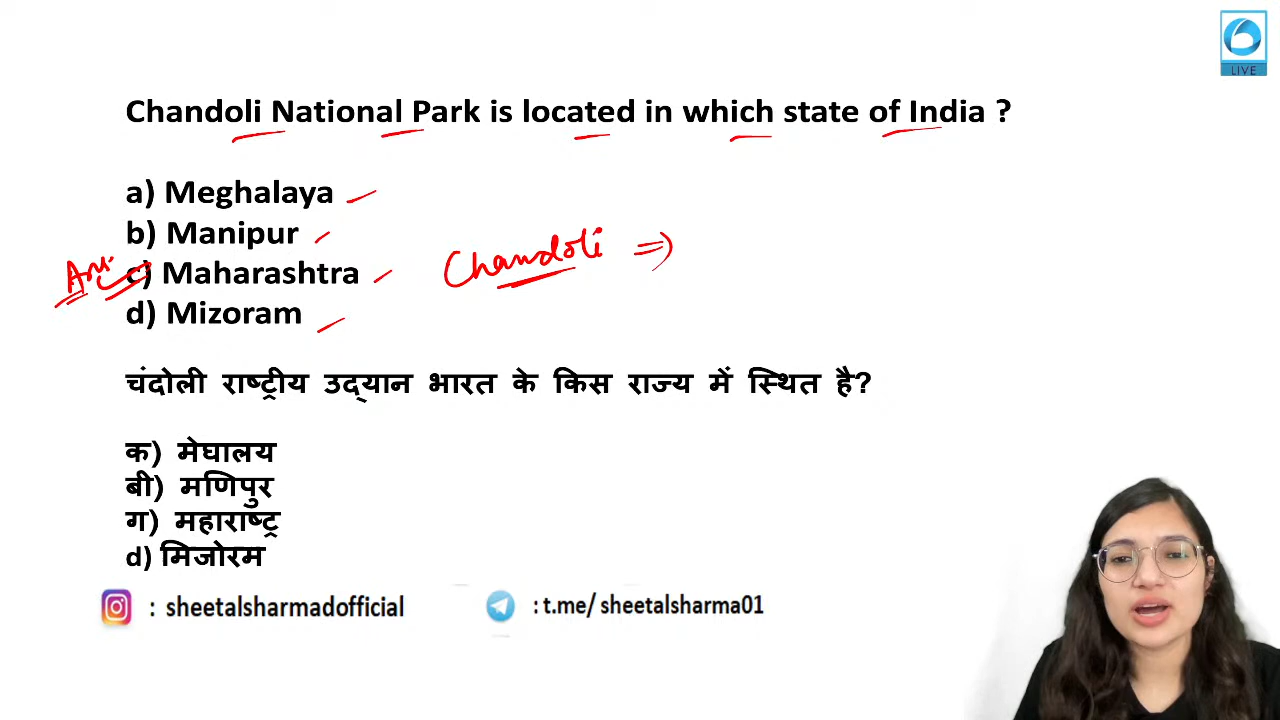 LIVE
Chandoli National Park is located in which state of India ?
a) Meghalaya
b) Manipur
Ans. c) Maharashtra Chandoli ⇒
d) Mizoram
चंदोली राष्ट्रीय उद्यान भारत के किस राज्य में स्थित है?
क) मेघालय
बी) मणिपुर
ग) महाराष्ट्र
d) मिजोरम
: sheetalsharmadofficial : t.me/ sheetalsharma01